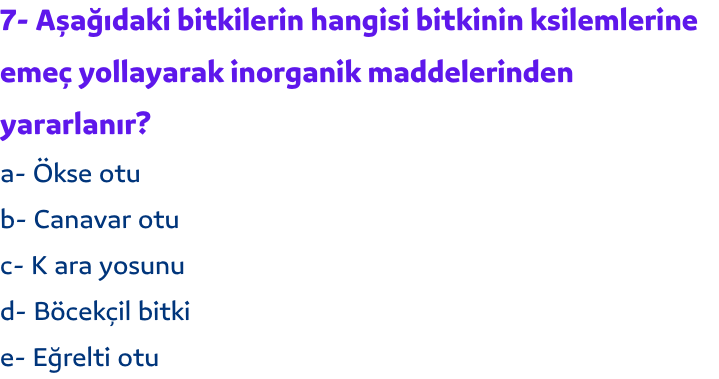 7- Aşağıdaki bitkilerin hangisi bitkinin ksilemlerine
emeç yollayarak inorganik maddelerinden
yararlanır?
a- Ökse otu
b- Canavar otu
c- K ara yosunu
d- Böcekçil bitki
e- Eğrelti otu